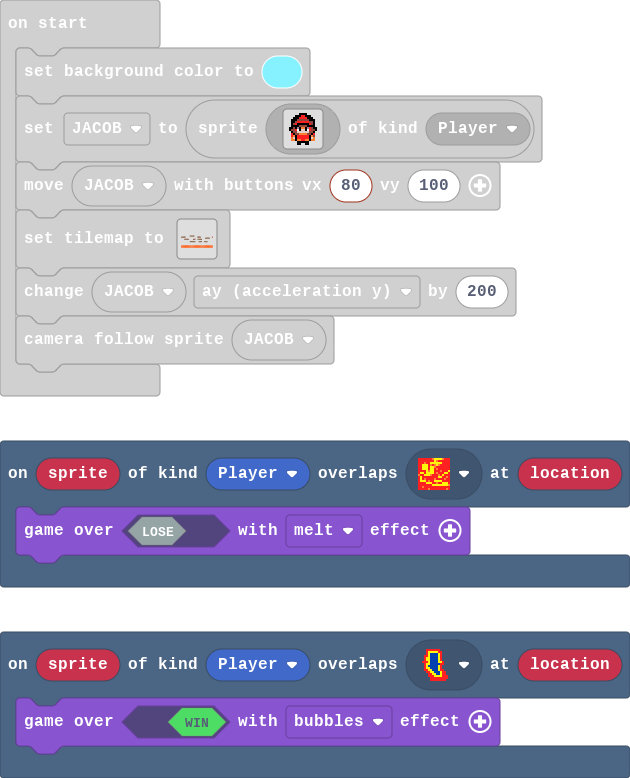 on start
set background color to
set JACOB to sprite of kind Player
move JACOB with buttons vx 80 vy 100
set tilemap to
change JACOB ay (acceleration y) by 200
camera follow sprite JACOB
on sprite of kind Player overlaps at location
game over LOSE with melt effect
on sprite of kind Player overlaps at location
game over WIN with bubbles effect